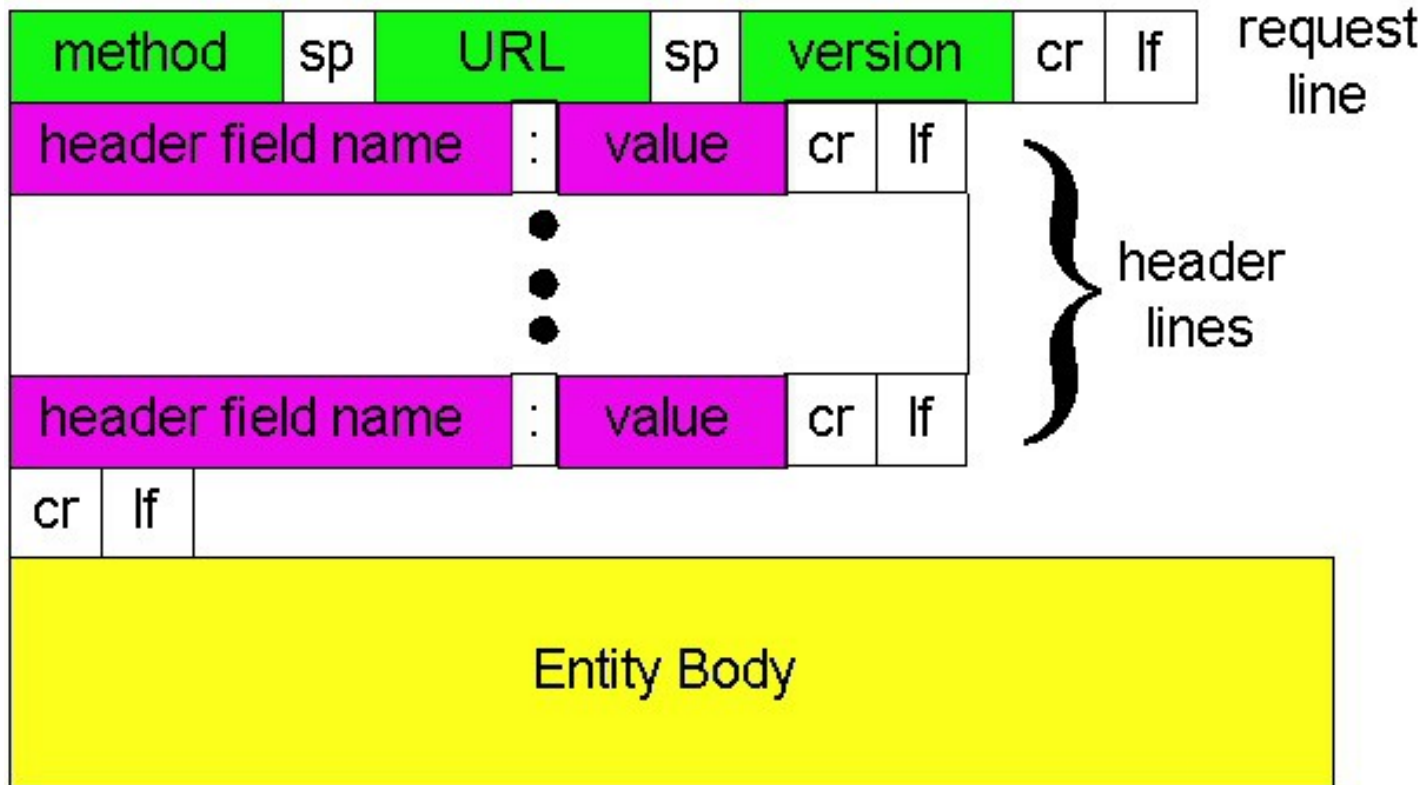 method sp URL sp version cr lf
request
line
header field name : value cr lf
header
lines
header field name : value cr lf
cr lf
Entity Body